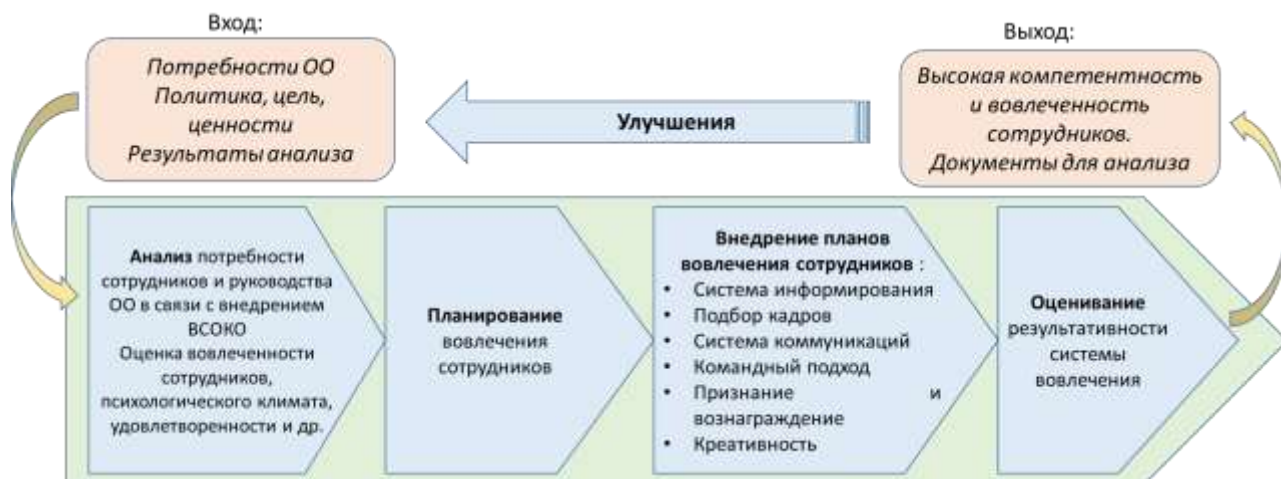 Вход:
Потребности ОО
Политика, цель,
ценности
Результаты анализа
Улучшения
Выход:
Высокая компетентность
и вовлеченность
сотрудников.
Документы для анализа
Анализ потребности
сотрудников и руководства
ОО в связи с внедрением
ВСОКО
Оценка вовлеченности
сотрудников,
психологического климата,
удовлетворенности и др.
Планирование
вовлечения
сотрудников
Внедрение планов
вовлечения сотрудников :
• Система информирования
• Подбор кадров
• Система коммуникаций
• Командный подход
• Признание и
вознаграждение
• Креативность
Оценивание
результативности
системы
вовлечения